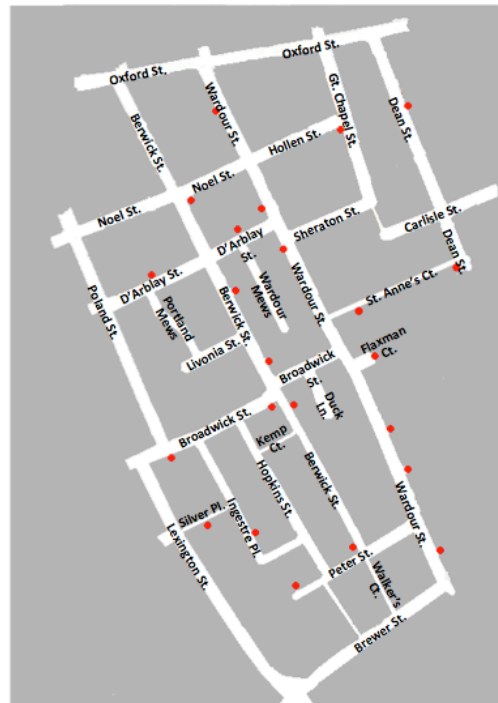 Oxford St.
Oxford St.
Berwick St.
Wardour St.
Gt. Chapel St.
Dean St.
Hollen St.
Noel St.
Noel St.
D'Arblay St.
Sheraton St.
Carlisle St.
Dean St.
Poland St.
D'Arblay St.
Portland Mews
Wardour Mews
Wardour St.
St. Anne's Ct.
Berwick St.
Livonia St.
Flaxman Ct.
Broadwick St.
Duck Ln.
Broadwick St.
Kemp Ct.
Berwick St.
Hopkins St.
Wardour St.
Silver Pl.
Ingestre Pl.
Lexington St.
Peter St.
Walker's Ct.
Brewer St.